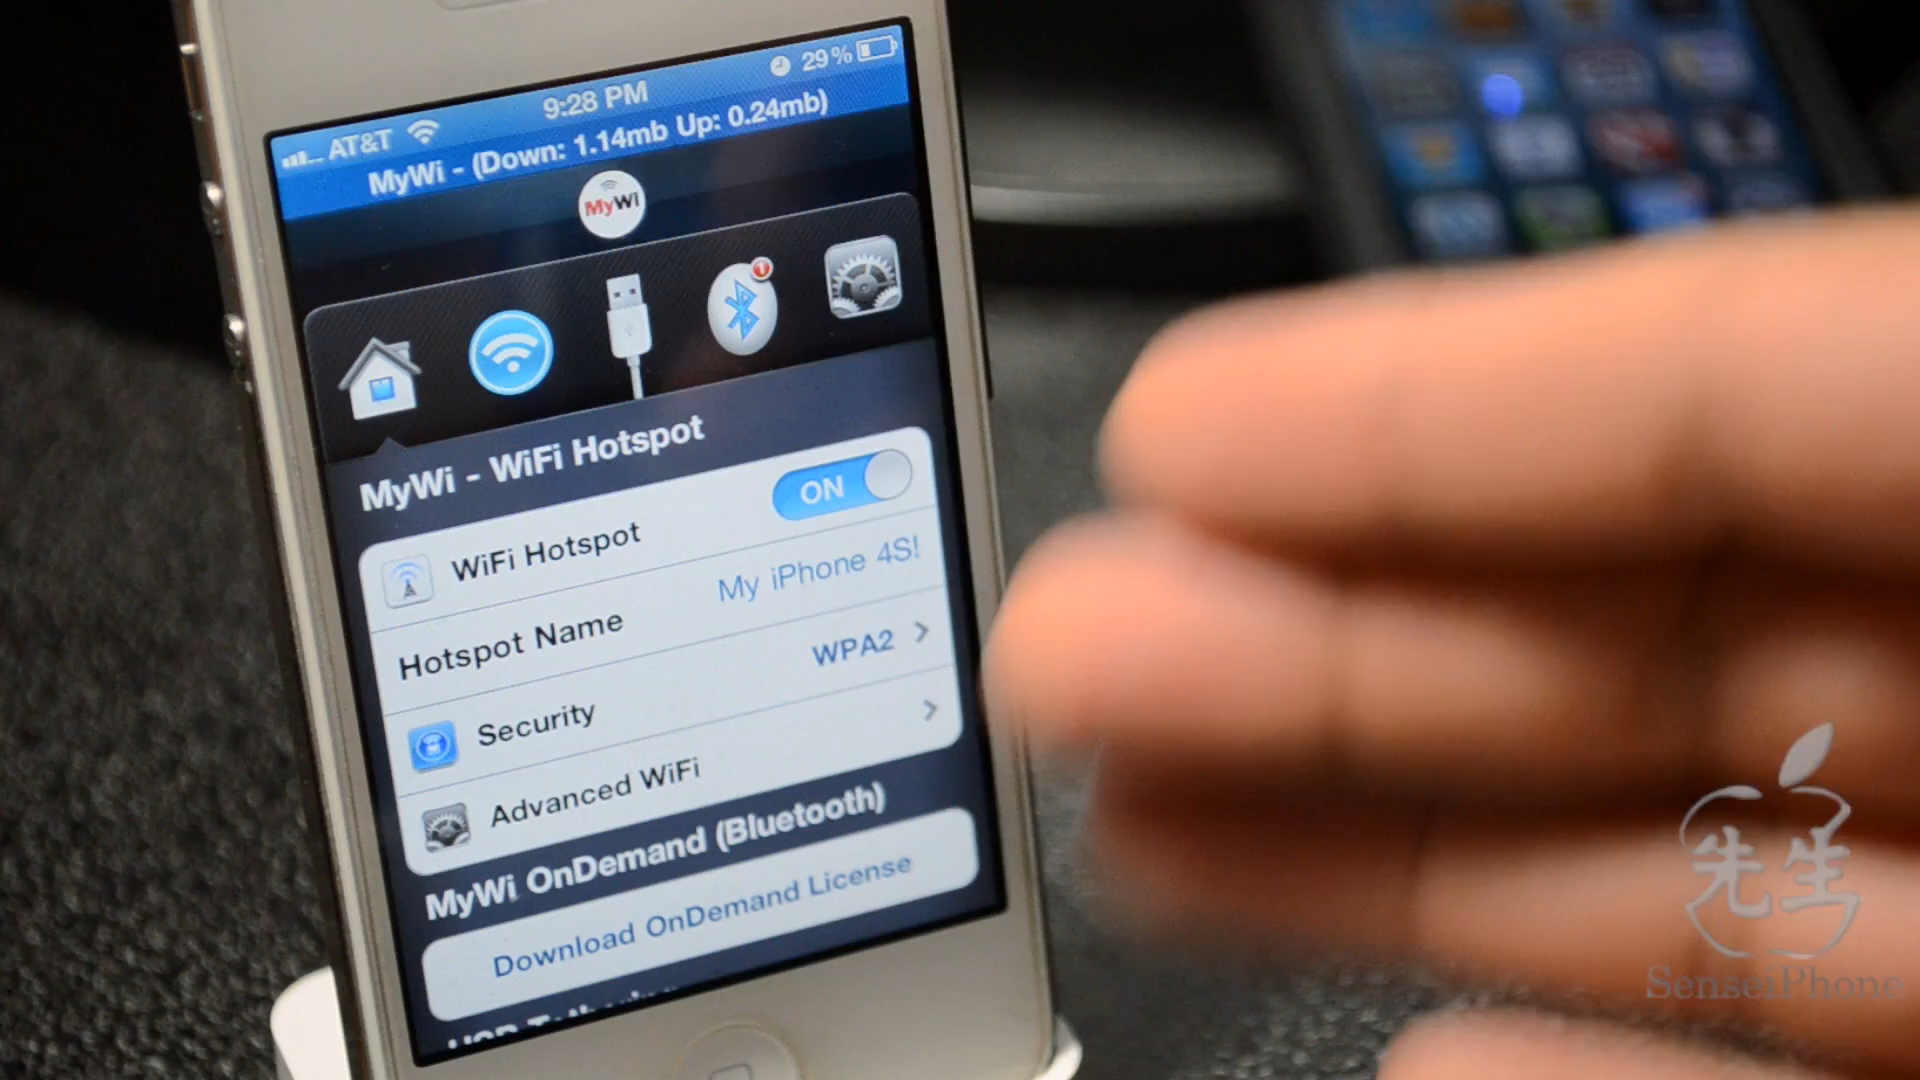 AT&T 9:28 PM 29%
MyWi - (Down: 1.14mb Up: 0.24mb)
MyWi
1
MyWi - WiFi Hotspot
WiFi Hotspot ON
Hotspot Name My iPhone 4S!
Security WPA2
Advanced WiFi
MyWi OnDemand (Bluetooth)
Download OnDemand License
先生
SenseiPhone